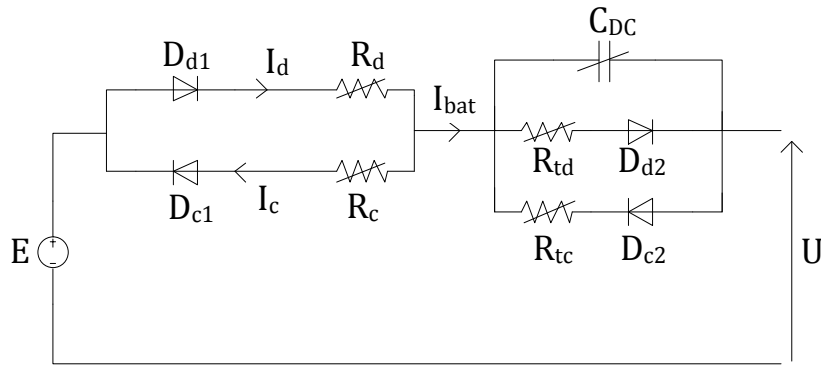 C_DC
D_d1 I_d R_d
I_bat
R_td D_d2
D_c1 I_c R_c
E + - R_tc D_c2 U